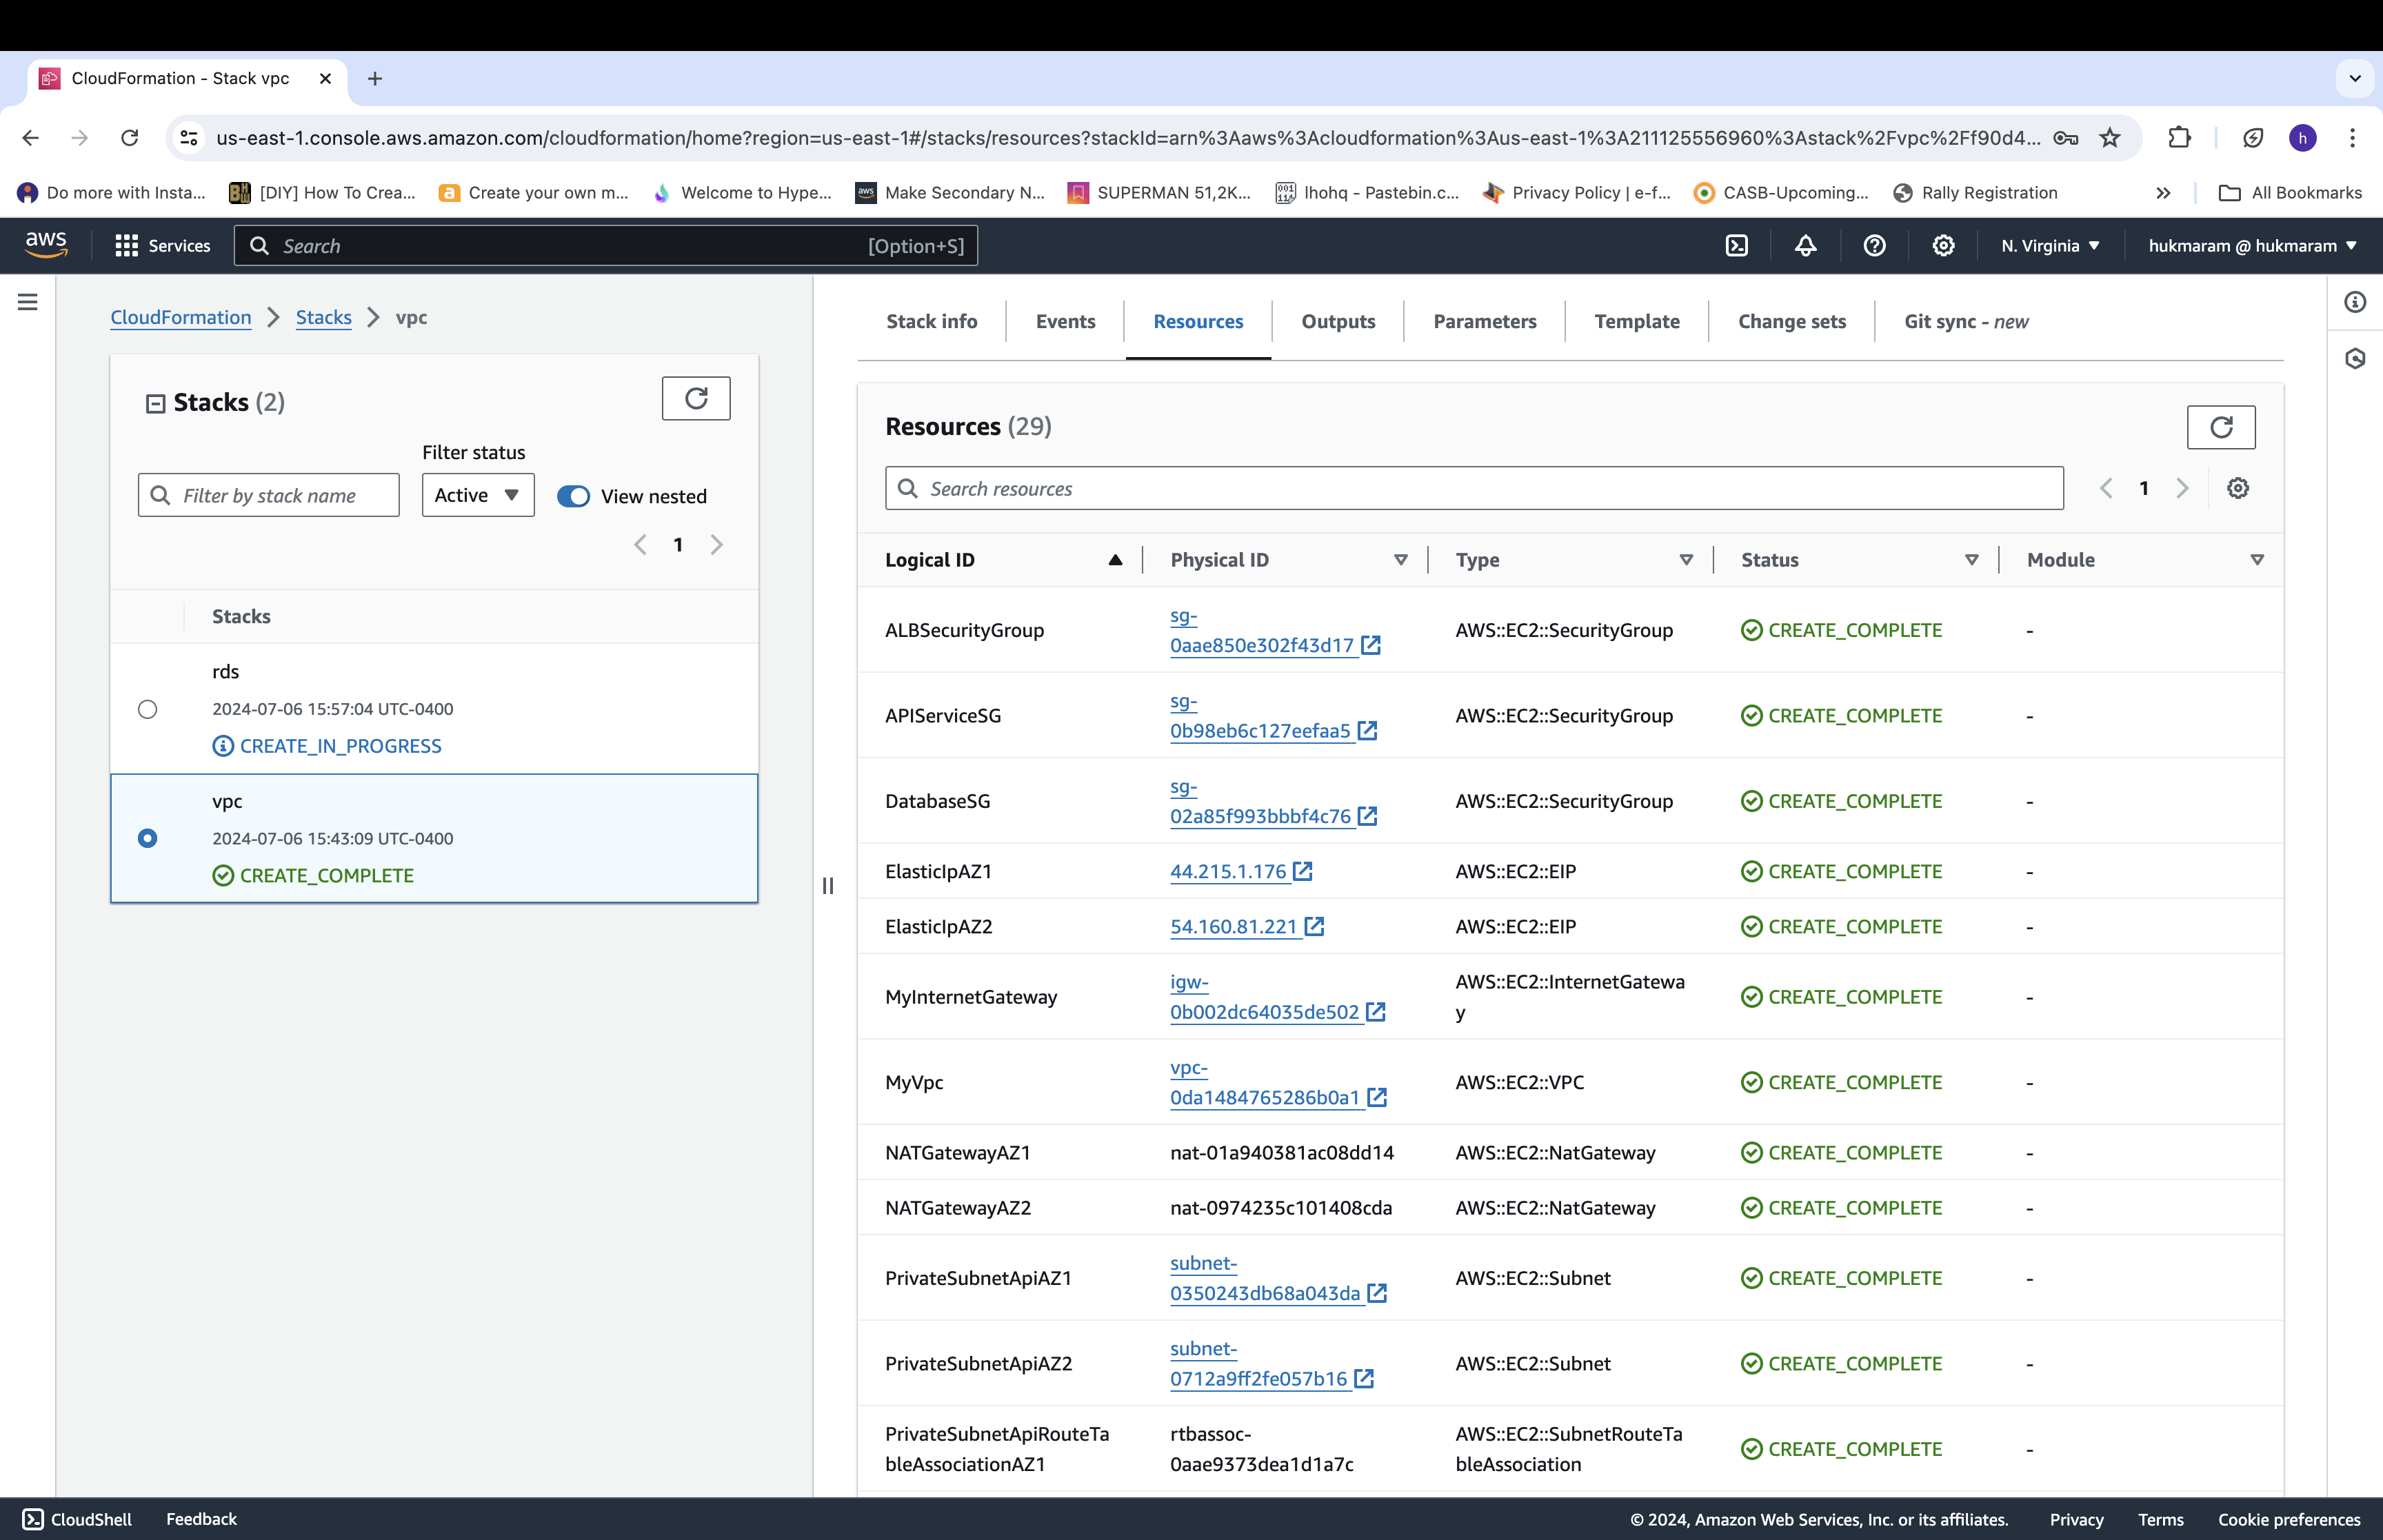 CloudFormation - Stack vpc
us-east-1.console.aws.amazon.com/cloudformation/home?region=us-east-1#/stacks/resources?stackId=arn%3Aaws%3Acloudformation%3Aus-east-1%3A211125556960%3Astack%2Fvpc%2Ff90d4...
h
Do more with Insta... [DIY] How To Crea... Create your own m... Welcome to Hype... Make Secondary N... SUPERMAN 51,2K... lhohq - Pastebin.c... Privacy Policy | e-f... CASB-Upcoming... Rally Registration » All Bookmarks
aws Services Search [Option+S] N. Virginia hukmaram @ hukmaram
CloudFormation > Stacks > vpc
Stacks (2)
Filter status
Filter by stack name Active View nested
1
Stacks
rds
2024-07-06 15:57:04 UTC-0400
CREATE_IN_PROGRESS
vpc
2024-07-06 15:43:09 UTC-0400
CREATE_COMPLETE
Stack info Events Resources Outputs Parameters Template Change sets Git sync - new
Resources (29)
Search resources 1
Logical ID Physical ID Type Status Module
ALBSecurityGroup sg-
0aae850e302f43d17 AWS::EC2::SecurityGroup CREATE_COMPLETE -
APIServiceSG sg-
0b98eb6c127eefaa5 AWS::EC2::SecurityGroup CREATE_COMPLETE -
DatabaseSG sg-
02a85f993bbbf4c76 AWS::EC2::SecurityGroup CREATE_COMPLETE -
ElasticIpAZ1 44.215.1.176 AWS::EC2::EIP CREATE_COMPLETE -
ElasticIpAZ2 54.160.81.221 AWS::EC2::EIP CREATE_COMPLETE -
MyInternetGateway igw-
0b002dc64035de502 AWS::EC2::InternetGatewa
y CREATE_COMPLETE -
MyVpc vpc-
0da1484765286b0a1 AWS::EC2::VPC CREATE_COMPLETE -
NATGatewayAZ1 nat-01a940381ac08dd14 AWS::EC2::NatGateway CREATE_COMPLETE -
NATGatewayAZ2 nat-0974235c101408cda AWS::EC2::NatGateway CREATE_COMPLETE -
PrivateSubnetApiAZ1 subnet-
0350243db68a043da AWS::EC2::Subnet CREATE_COMPLETE -
PrivateSubnetApiAZ2 subnet-
0712a9ff2fe057b16 AWS::EC2::Subnet CREATE_COMPLETE -
PrivateSubnetApiRouteTa rtbassoc- AWS::EC2::SubnetRouteTa
bleAssociationAZ1 0aae9373dea1d1a7c bleAssociation CREATE_COMPLETE -
CloudShell Feedback © 2024, Amazon Web Services, Inc. or its affiliates. Privacy Terms Cookie preferences